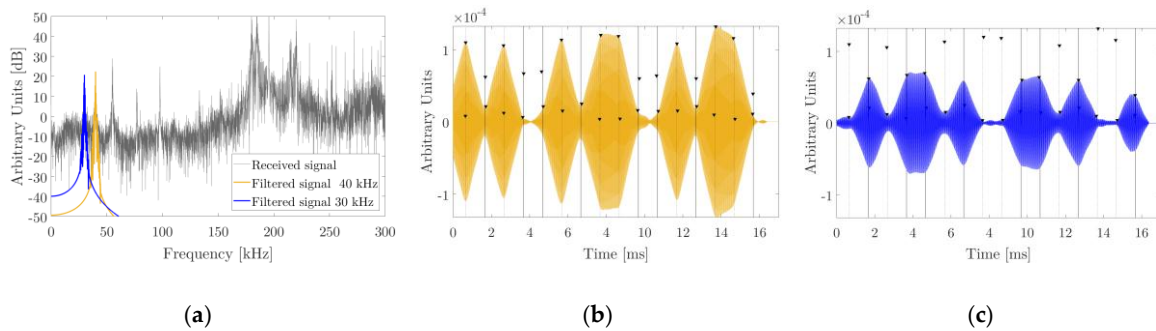 Arbitrary Units [dB]
50
40
30
20
10
0
-10
-20
-30
-40
-50
Received signal
Filtered signal 40 kHz
Filtered signal 30 kHz
0 50 100 150 200 250 300
Frequency [kHz]
(a)
×10⁻⁴
Arbitrary Units
1
0
-1
0 2 4 6 8 10 12 14 16
Time [ms]
(b)
×10⁻⁴
Arbitrary Units
1
0
-1
0 2 4 6 8 10 12 14 16
Time [ms]
(c)